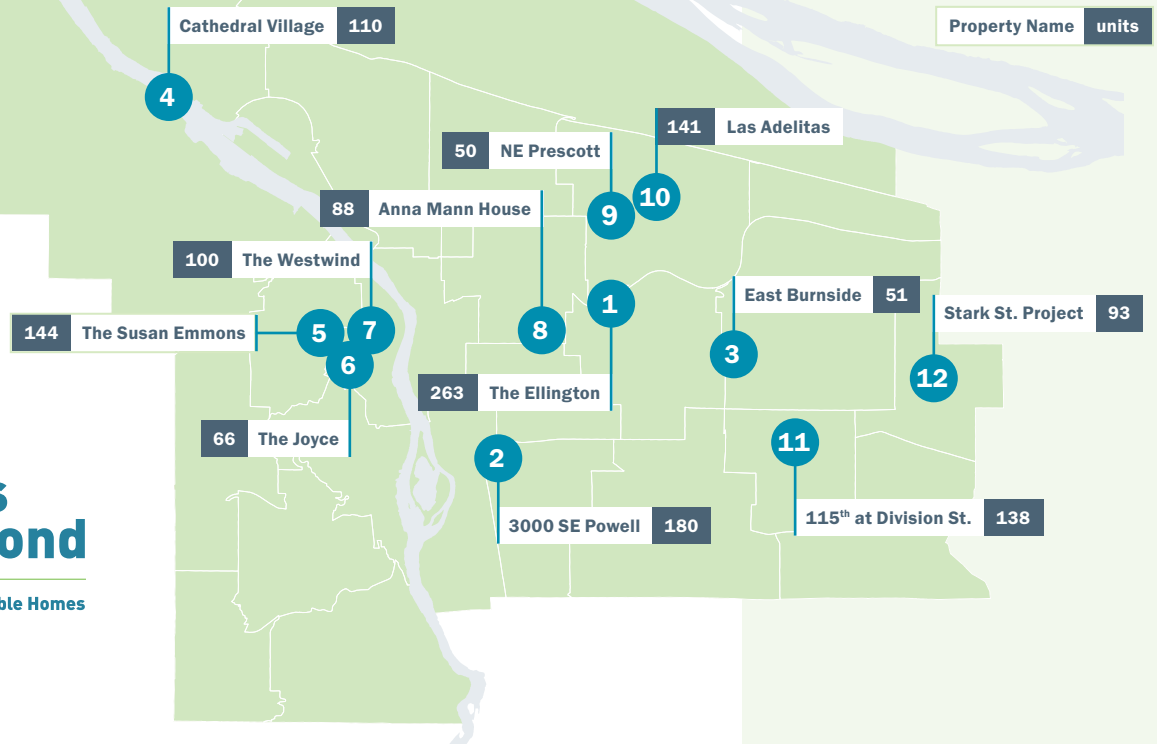 Cathedral Village 110
Property Name units
4
141 Las Adelitas
50 NE Prescott
10
9
88 Anna Mann House
100 The Westwind
1
East Burnside 51
Stark St. Project 93
144 The Susan Emmons
5
7
8
3
6
12
263 The Ellington
66 The Joyce
11
2
115th at Division St. 138
3000 SE Powell 180
ond
ble Homes